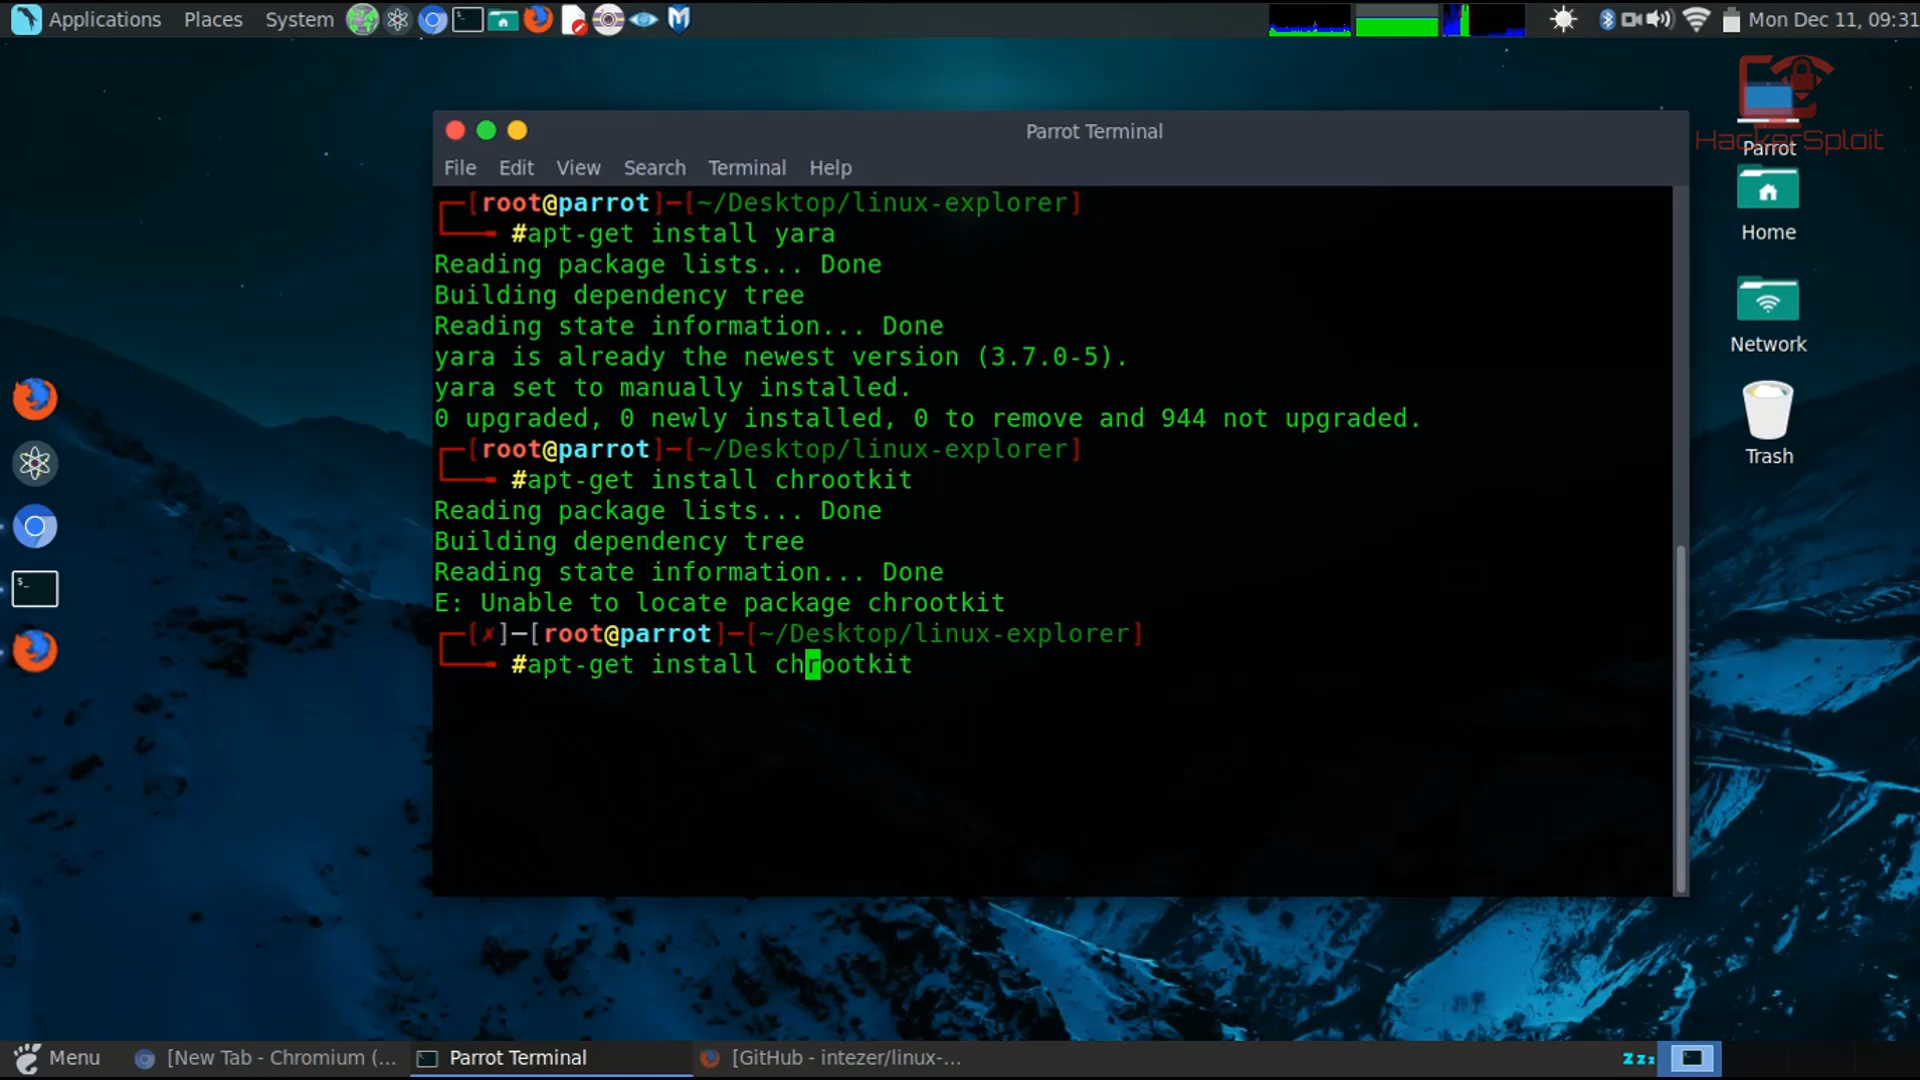 Applications Places System
Mon Dec 11, 09:31
HackerSploit
Parrot
Home
Network
Trash
Parrot Terminal
File Edit View Search Terminal Help
┌─[root@parrot]─[~/Desktop/linux-explorer]
└──╼ #apt-get install yara
Reading package lists... Done
Building dependency tree
Reading state information... Done
yara is already the newest version (3.7.0-5).
yara set to manually installed.
0 upgraded, 0 newly installed, 0 to remove and 944 not upgraded.
┌─[root@parrot]─[~/Desktop/linux-explorer]
└──╼ #apt-get install chrootkit
Reading package lists... Done
Building dependency tree
Reading state information... Done
E: Unable to locate package chrootkit
┌─[✗]─[root@parrot]─[~/Desktop/linux-explorer]
└──╼ #apt-get install chrootkit
Menu [New Tab - Chromium (... Parrot Terminal [GitHub - intezer/linux-...
zzz